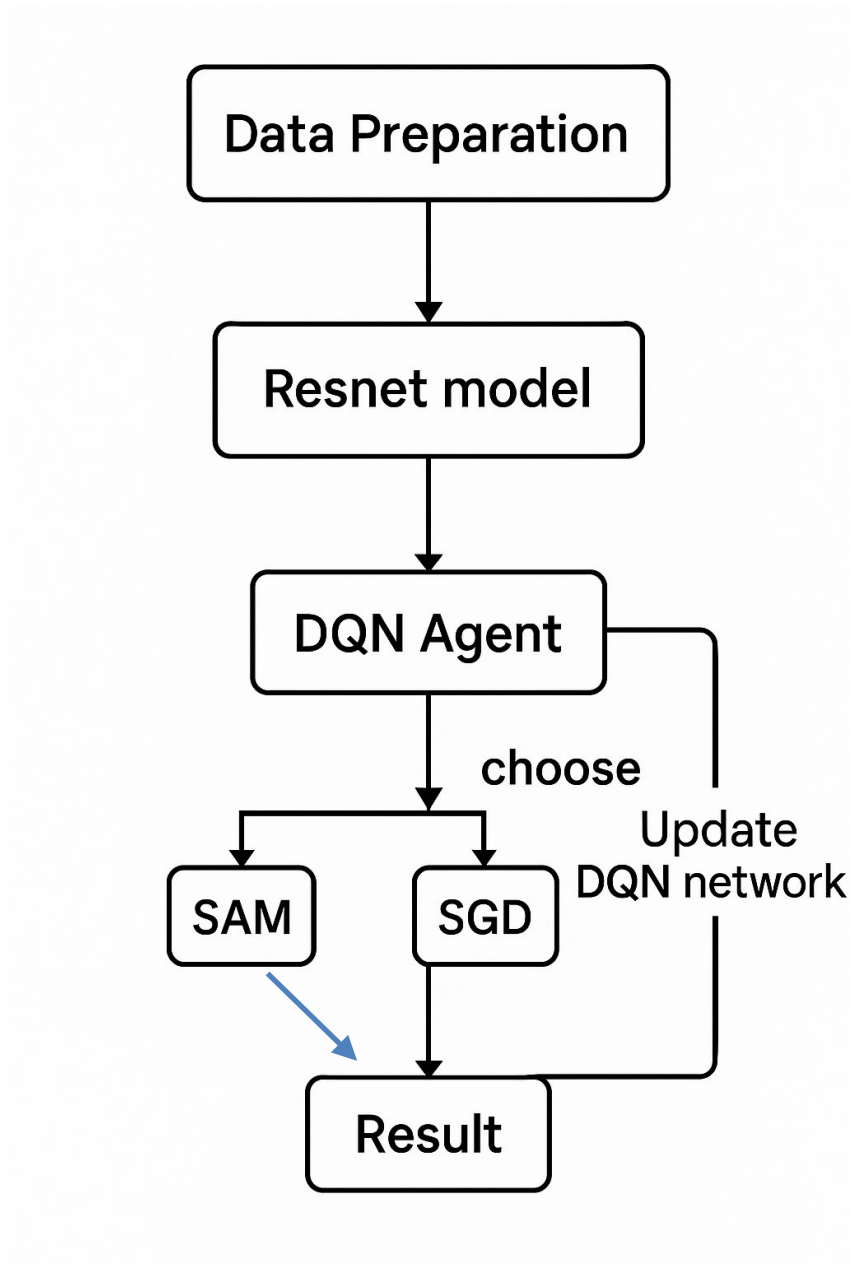 Data Preparation
Resnet model
DQN Agent
choose
Update
DQN network
SAM
SGD
Result